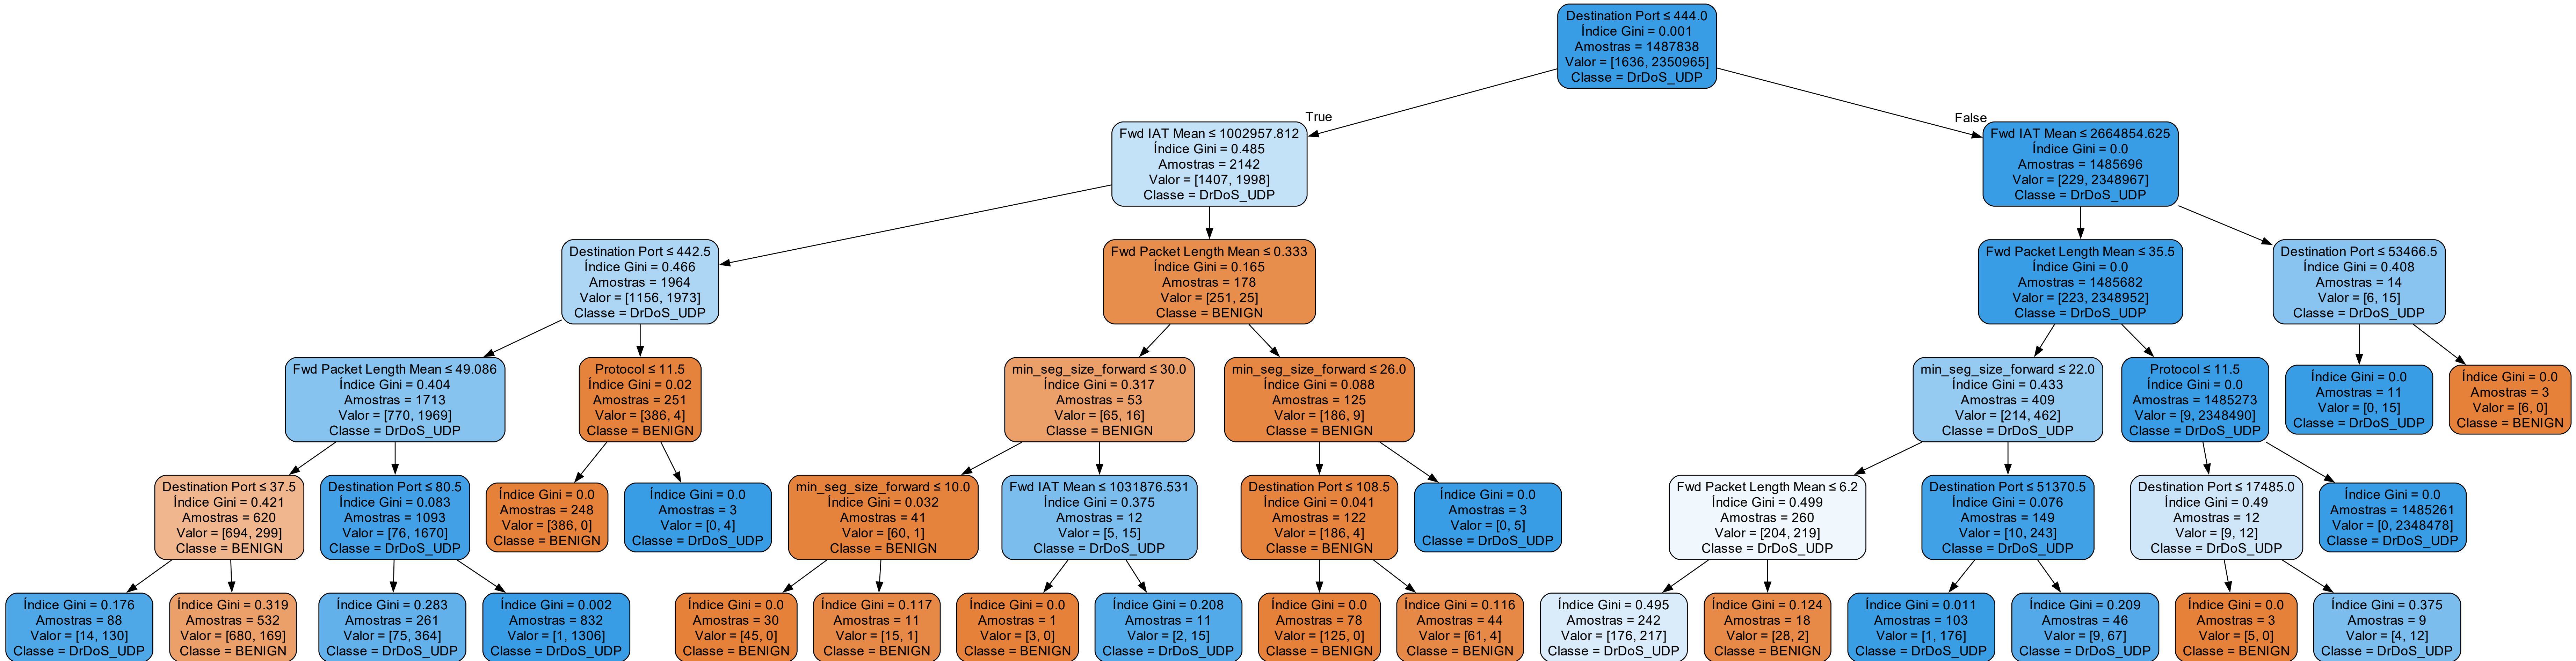 Destination Port ≤ 444.0
Índice Gini = 0.001
Amostras = 1487838
Valor = [1636, 2350965]
Classe = DrDoS_UDP
True
False
Fwd IAT Mean ≤ 1002957.812
Índice Gini = 0.485
Amostras = 2142
Valor = [1407, 1998]
Classe = DrDoS_UDP
Fwd IAT Mean ≤ 2664854.625
Índice Gini = 0.0
Amostras = 1485696
Valor = [229, 2348967]
Classe = DrDoS_UDP
Destination Port ≤ 442.5
Índice Gini = 0.466
Amostras = 1964
Valor = [1156, 1973]
Classe = DrDoS_UDP
Fwd Packet Length Mean ≤ 0.333
Índice Gini = 0.165
Amostras = 178
Valor = [251, 25]
Classe = BENIGN
Fwd Packet Length Mean ≤ 35.5
Índice Gini = 0.0
Amostras = 1485682
Valor = [223, 2348952]
Classe = DrDoS_UDP
Destination Port ≤ 53466.5
Índice Gini = 0.408
Amostras = 14
Valor = [6, 15]
Classe = DrDoS_UDP
Fwd Packet Length Mean ≤ 49.086
Índice Gini = 0.404
Amostras = 1713
Valor = [770, 1969]
Classe = DrDoS_UDP
Protocol ≤ 11.5
Índice Gini = 0.02
Amostras = 251
Valor = [386, 4]
Classe = BENIGN
min_seg_size_forward ≤ 30.0
Índice Gini = 0.317
Amostras = 53
Valor = [65, 16]
Classe = BENIGN
min_seg_size_forward ≤ 26.0
Índice Gini = 0.088
Amostras = 125
Valor = [186, 9]
Classe = BENIGN
min_seg_size_forward ≤ 22.0
Índice Gini = 0.433
Amostras = 409
Valor = [214, 462]
Classe = DrDoS_UDP
Protocol ≤ 11.5
Índice Gini = 0.0
Amostras = 1485273
Valor = [9, 2348490]
Classe = DrDoS_UDP
Índice Gini = 0.0
Amostras = 11
Valor = [0, 15]
Classe = DrDoS_UDP
Índice Gini = 0.0
Amostras = 3
Valor = [6, 0]
Classe = BENIGN
Destination Port ≤ 37.5
Índice Gini = 0.421
Amostras = 620
Valor = [694, 299]
Classe = BENIGN
Destination Port ≤ 80.5
Índice Gini = 0.083
Amostras = 1093
Valor = [76, 1670]
Classe = DrDoS_UDP
Índice Gini = 0.0
Amostras = 248
Valor = [386, 0]
Classe = BENIGN
Índice Gini = 0.0
Amostras = 3
Valor = [0, 4]
Classe = DrDoS_UDP
min_seg_size_forward ≤ 10.0
Índice Gini = 0.032
Amostras = 41
Valor = [60, 1]
Classe = BENIGN
Fwd IAT Mean ≤ 1031876.531
Índice Gini = 0.375
Amostras = 12
Valor = [5, 15]
Classe = DrDoS_UDP
Destination Port ≤ 108.5
Índice Gini = 0.041
Amostras = 122
Valor = [186, 4]
Classe = BENIGN
Índice Gini = 0.0
Amostras = 3
Valor = [0, 5]
Classe = DrDoS_UDP
Fwd Packet Length Mean ≤ 6.2
Índice Gini = 0.499
Amostras = 260
Valor = [204, 219]
Classe = DrDoS_UDP
Destination Port ≤ 51370.5
Índice Gini = 0.076
Amostras = 149
Valor = [10, 243]
Classe = DrDoS_UDP
Destination Port ≤ 17485.0
Índice Gini = 0.49
Amostras = 12
Valor = [9, 12]
Classe = DrDoS_UDP
Índice Gini = 0.0
Amostras = 1485261
Valor = [0, 2348478]
Classe = DrDoS_UDP
Índice Gini = 0.176
Amostras = 88
Valor = [14, 130]
Classe = DrDoS_UDP
Índice Gini = 0.319
Amostras = 532
Valor = [680, 169]
Classe = BENIGN
Índice Gini = 0.283
Amostras = 261
Valor = [75, 364]
Classe = DrDoS_UDP
Índice Gini = 0.002
Amostras = 832
Valor = [1, 1306]
Classe = DrDoS_UDP
Índice Gini = 0.0
Amostras = 30
Valor = [45, 0]
Classe = BENIGN
Índice Gini = 0.117
Amostras = 11
Valor = [15, 1]
Classe = BENIGN
Índice Gini = 0.0
Amostras = 1
Valor = [3, 0]
Classe = BENIGN
Índice Gini = 0.208
Amostras = 11
Valor = [2, 15]
Classe = DrDoS_UDP
Índice Gini = 0.0
Amostras = 78
Valor = [125, 0]
Classe = BENIGN
Índice Gini = 0.116
Amostras = 44
Valor = [61, 4]
Classe = BENIGN
Índice Gini = 0.495
Amostras = 242
Valor = [176, 217]
Classe = DrDoS_UDP
Índice Gini = 0.124
Amostras = 18
Valor = [28, 2]
Classe = BENIGN
Índice Gini = 0.011
Amostras = 103
Valor = [1, 176]
Classe = DrDoS_UDP
Índice Gini = 0.209
Amostras = 46
Valor = [9, 67]
Classe = DrDoS_UDP
Índice Gini = 0.0
Amostras = 3
Valor = [5, 0]
Classe = BENIGN
Índice Gini = 0.375
Amostras = 9
Valor = [4, 12]
Classe = DrDoS_UDP